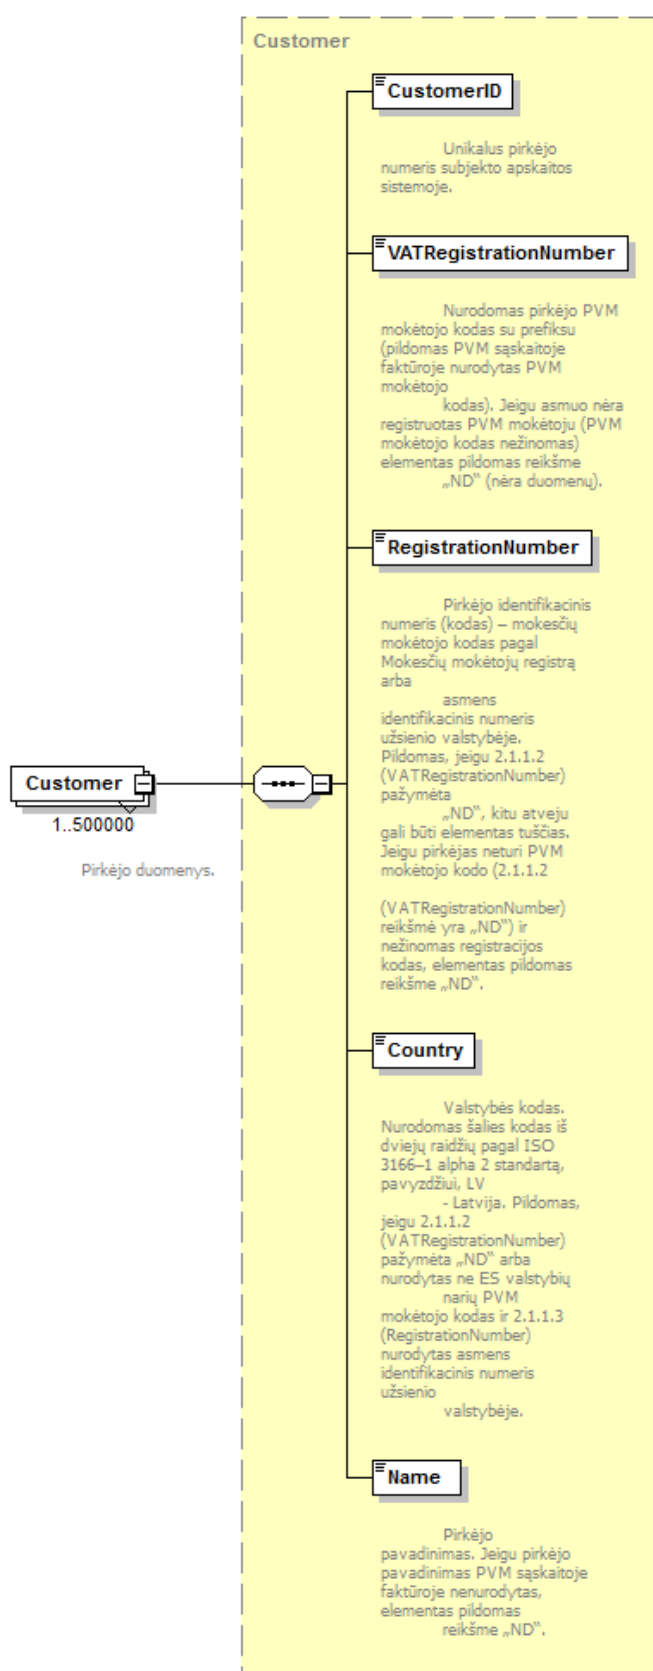 Customer
CustomerID
Unikalus pirkėjo
numeris subjekto apskaitos
sistemoje.
VATRegistrationNumber
Nurodomas pirkėjo PVM
mokėtojo kodas su prefiksu
(pildomas PVM sąskaitoje
faktūroje nurodytas PVM
mokėtojo
kodas). Jeigu asmuo nėra
registruotas PVM mokėtoju (PVM
mokėtojo kodas nežinomas)
elementas pildomas reikšme
„ND“ (nėra duomenų).
RegistrationNumber
Pirkėjo identifikacinis
numeris (kodas) – mokesčių
mokėtojo kodas pagal
Mokesčių mokėtojų registrą
arba
asmens
identifikacinis numeris
užsienio valstybėje.
Pildomas, jeigu 2.1.1.2
(VATRegistrationNumber)
pažymėta
„ND“, kitu atveju
gali būti elementas tuščias.
Jeigu pirkėjas neturi PVM
mokėtojo kodo (2.1.1.2
(VATRegistrationNumber)
reikšmė yra „ND“) ir
nežinomas registracijos
kodas, elementas pildomas
reikšme „ND“.
Customer
1..500000
Pirkėjo duomenys.
Country
Valstybės kodas.
Nurodomas šalies kodas iš
dviejų raidžių pagal ISO
3166–1 alpha 2 standartą,
pavyzdžiui, LV
- Latvija. Pildomas,
jeigu 2.1.1.2
(VATRegistrationNumber)
pažymėta „ND“ arba
nurodytas ne ES valstybių
narių PVM
mokėtojo kodas ir 2.1.1.3
(RegistrationNumber)
nurodytas asmens
identifikacinis numeris
užsienio
valstybėje.
Name
Pirkėjo
pavadinimas. Jeigu pirkėjo
pavadinimas PVM sąskaitoje
faktūroje nenurodytas,
elementas pildomas
reikšme „ND“.